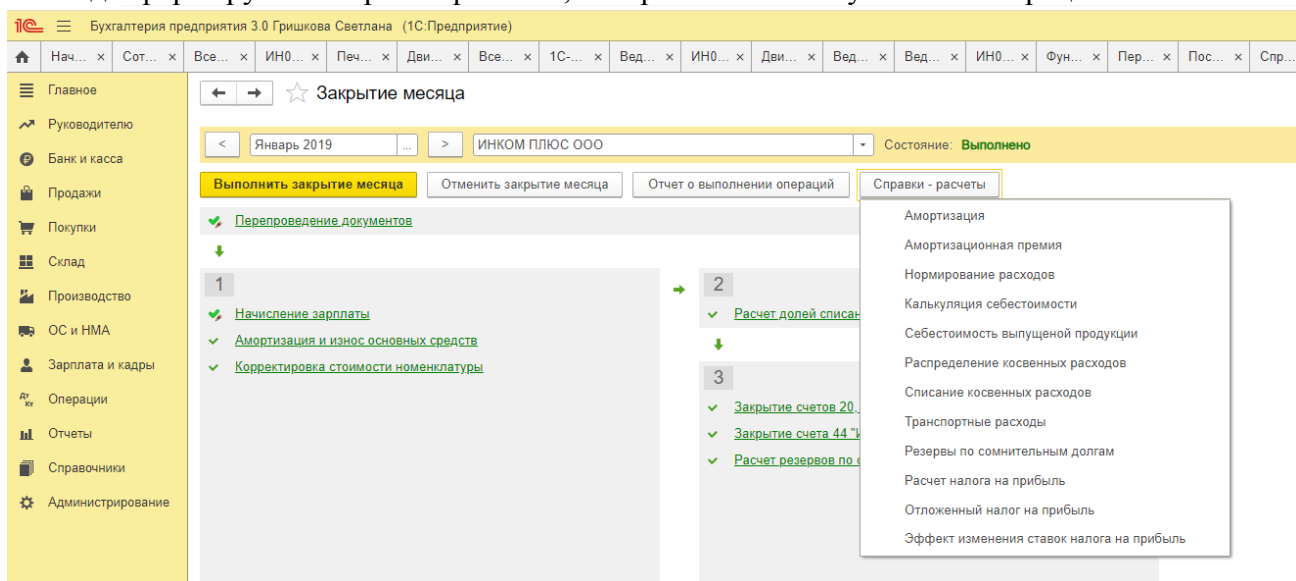 1С Бухгалтерия предприятия 3.0 Гришкова Светлана (1С:Предприятие)
Нач... × Сот... × Все... × ИН0... × Печ... × Дви... × Все... × 1С-... × Вед... × ИН0... × Дви... × Вед... × Вед... × ИН0... × Фун... × Пер... × Пос... × Спр...
Главное
Руководителю
Банк и касса
Продажи
Покупки
Склад
Производство
ОС и НМА
Зарплата и кадры
Операции
Отчеты
Справочники
Администрирование
Закрытие месяца
< Январь 2019 ... > ИНКОМ ПЛЮС ООО Состояние: Выполнено
Выполнить закрытие месяца Отменить закрытие месяца Отчет о выполнении операций Справки - расчеты
Перепроведение документов
1
Начисление зарплаты
Амортизация и износ основных средств
Корректировка стоимости номенклатуры
2
Расчет долей списан
3
Закрытие счетов 20,
Закрытие счета 44 "И
Расчет резервов по с
Амортизация
Амортизационная премия
Нормирование расходов
Калькуляция себестоимости
Себестоимость выпущеной продукции
Распределение косвенных расходов
Списание косвенных расходов
Транспортные расходы
Резервы по сомнительным долгам
Расчет налога на прибыль
Отложенный налог на прибыль
Эффект изменения ставок налога на прибыль